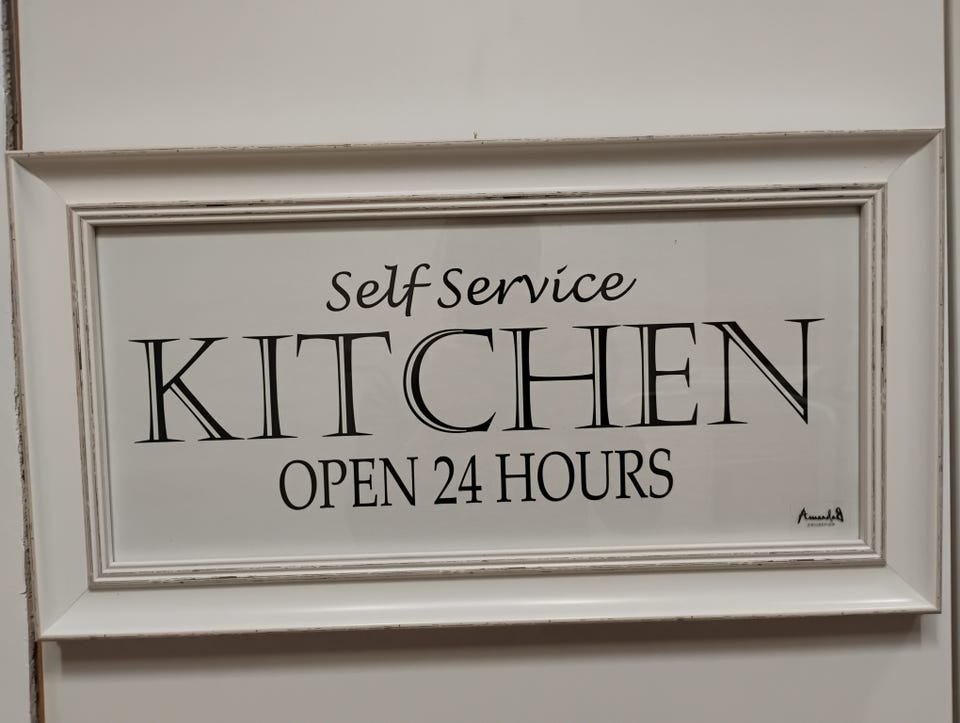 Self Service
KITCHEN
OPEN 24 HOURS